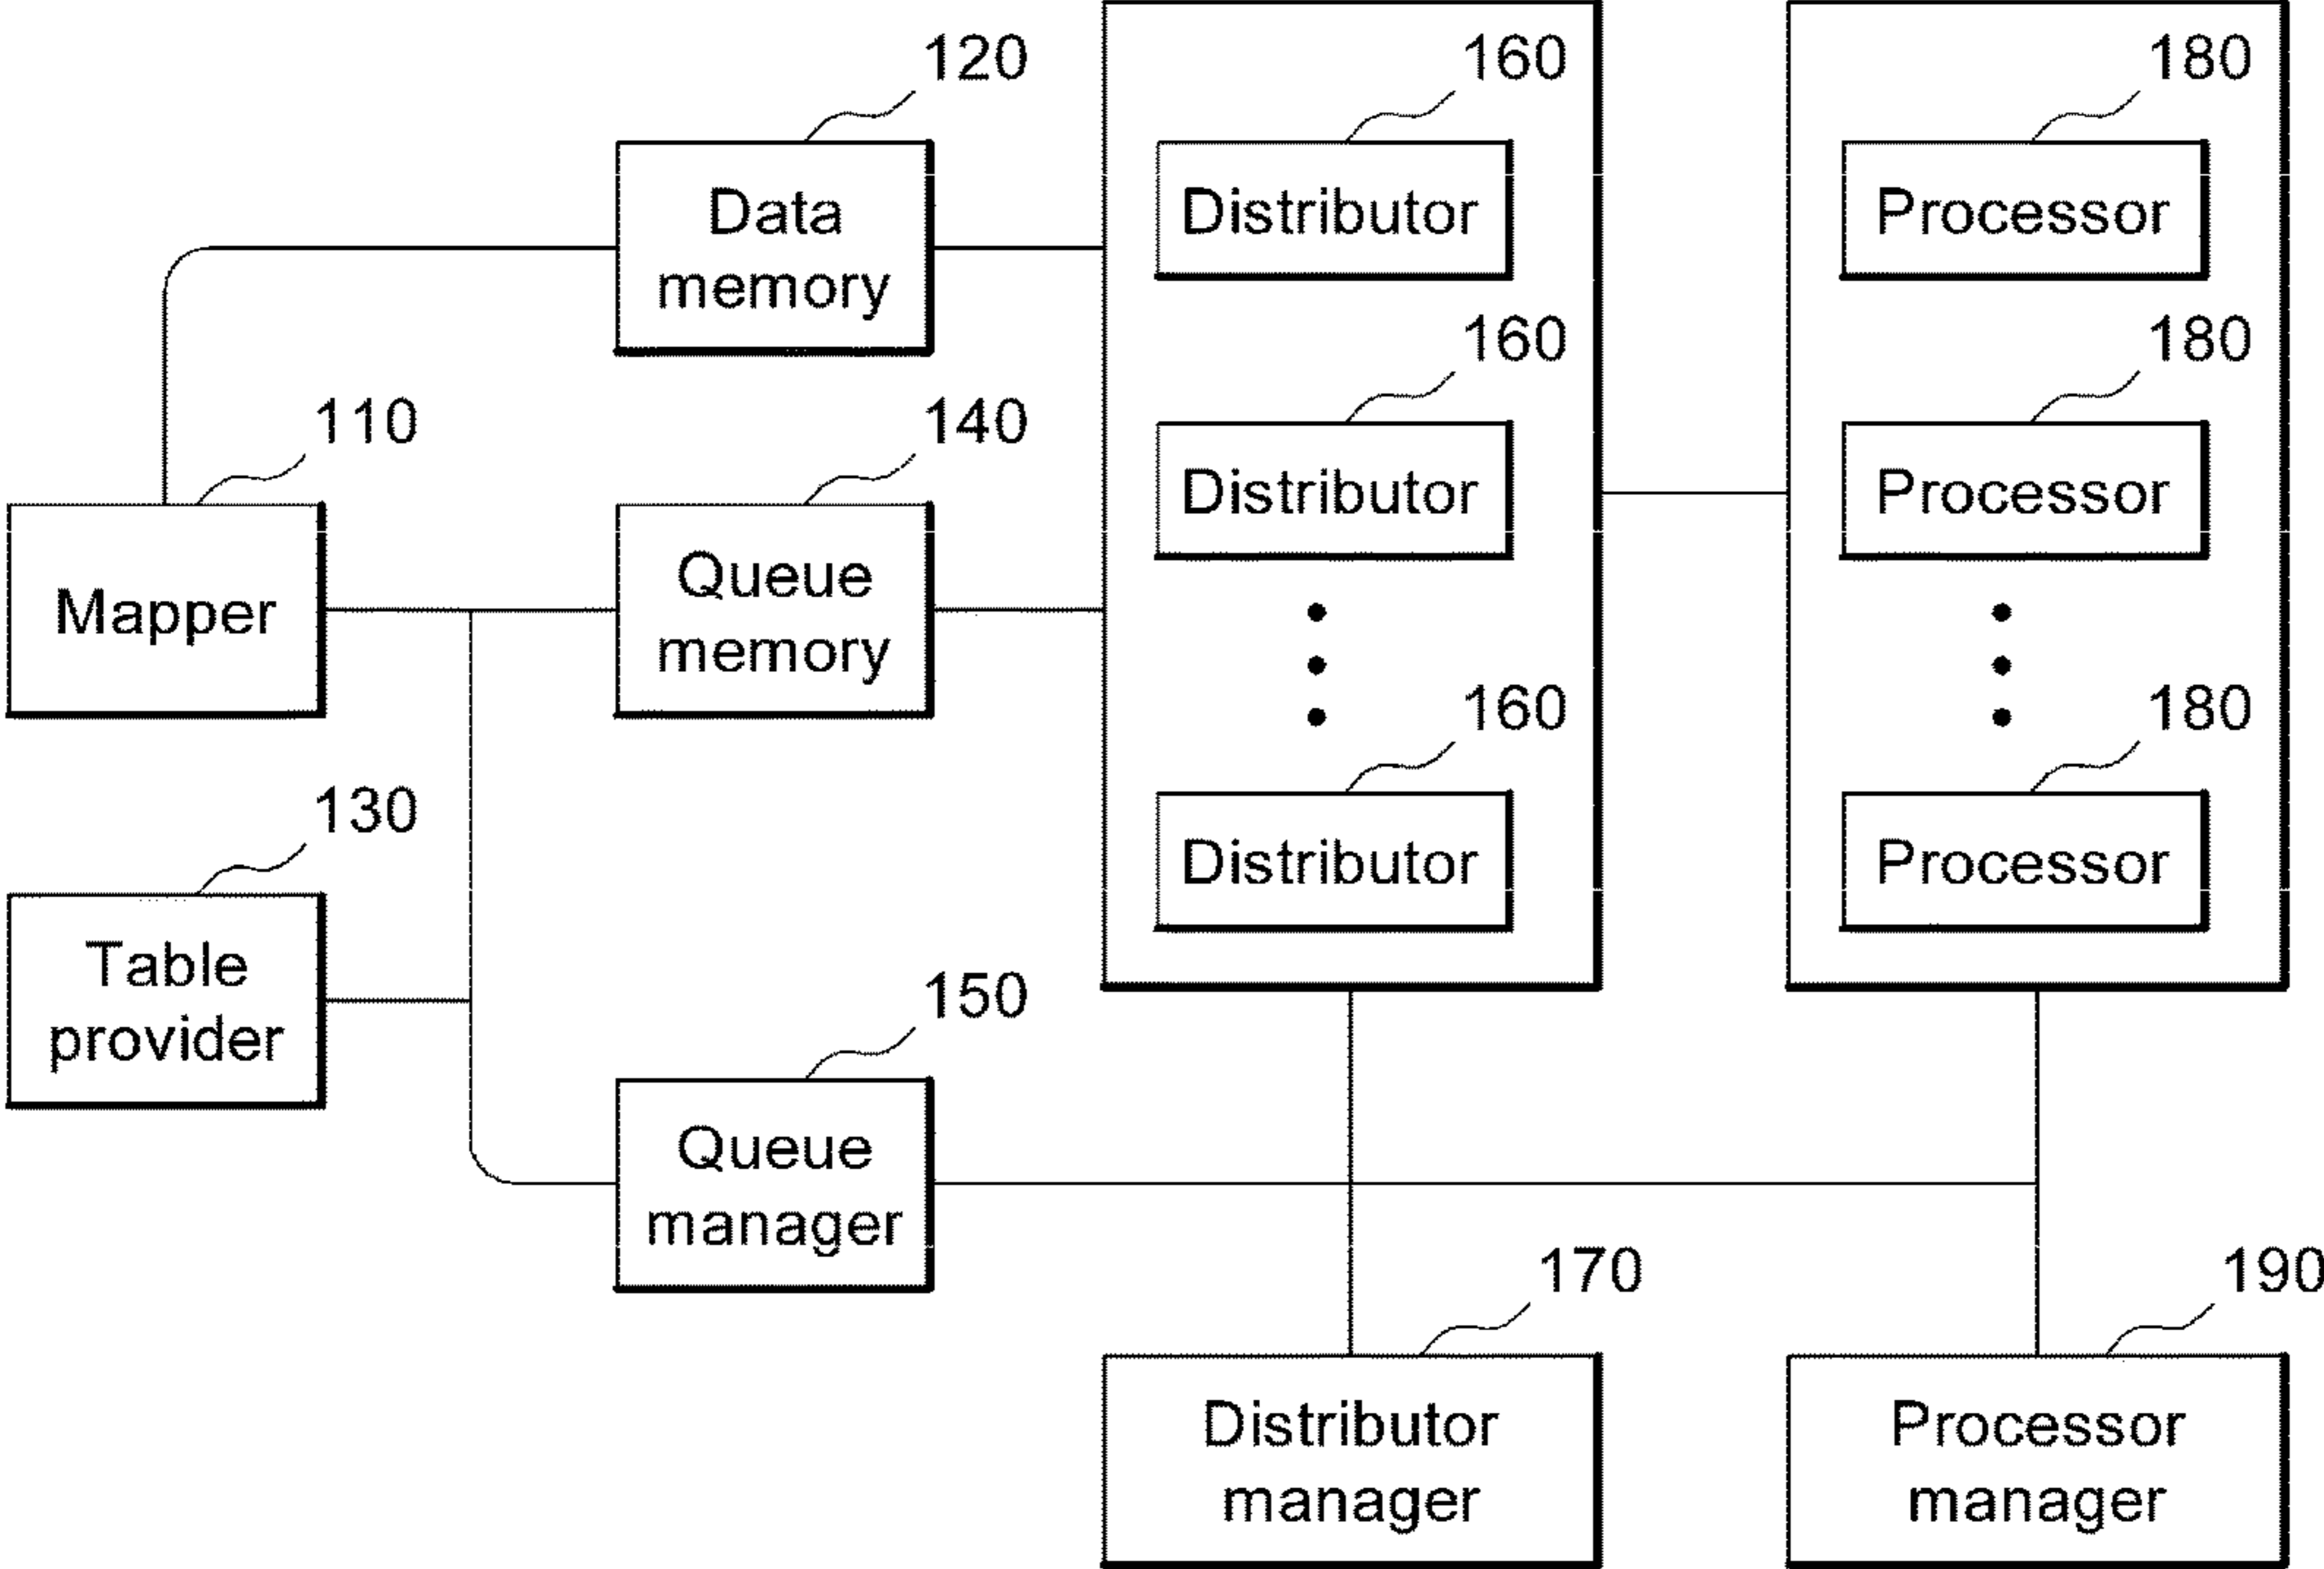 120
160
180
Data
memory
Distributor
Processor
160
180
110
140
Distributor
Processor
Mapper
Queue
memory
160
180
130
Distributor
Processor
Table
provider
150
Queue
manager
170
190
Distributor
manager
Processor
manager